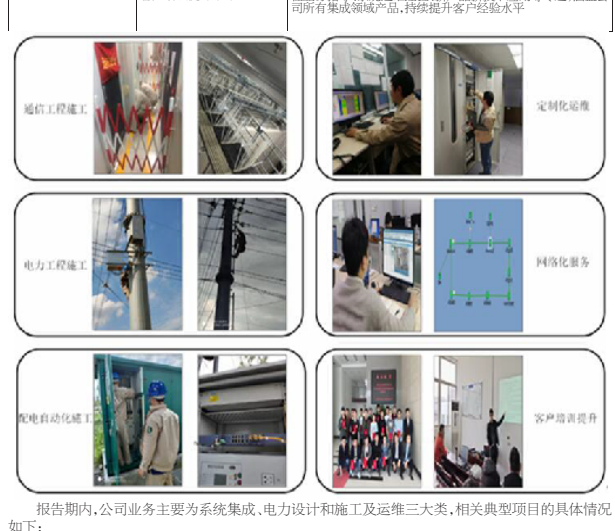 司所有集成领域产品,持续提升客户经验水平
通信工程施工
定制化运维
电力工程施工
网络化服务
配电自动化施工
客户培训提升
报告期内,公司业务主要为系统集成、电力设计和施工及运维三大类,相关典型项目的具体情况
如下: